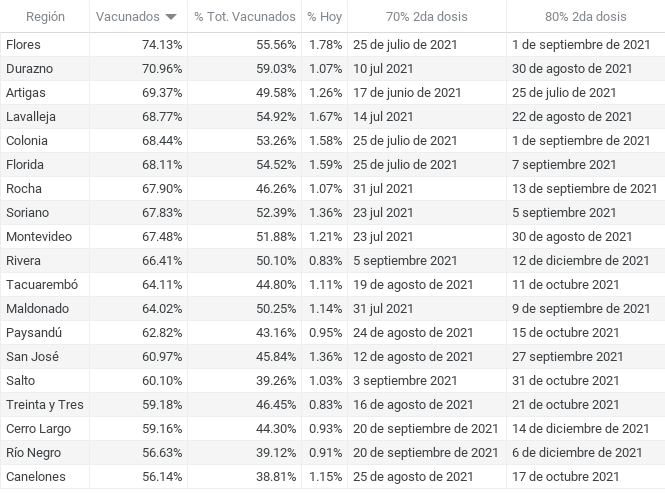 Región Vacunados % Tot. Vacunados % Hoy 70% 2da dosis 80% 2da dosis
Flores 74.13% 55.56% 1.78% 25 de julio de 2021 1 de septiembre de 2021
Durazno 70.96% 59.03% 1.07% 10 jul 2021 30 de agosto de 2021
Artigas 69.37% 49.58% 1.26% 17 de junio de 2021 25 de julio de 2021
Lavalleja 68.77% 54.92% 1.67% 14 jul 2021 22 de agosto de 2021
Colonia 68.44% 53.26% 1.58% 25 de julio de 2021 1 de septiembre de 2021
Florida 68.11% 54.52% 1.59% 25 de julio de 2021 7 septiembre 2021
Rocha 67.90% 46.26% 1.07% 31 jul 2021 13 de septiembre de 2021
Soriano 67.83% 52.39% 1.36% 23 jul 2021 5 septiembre 2021
Montevideo 67.48% 51.88% 1.21% 23 jul 2021 30 de agosto de 2021
Rivera 66.41% 50.10% 0.83% 5 septiembre 2021 12 de diciembre de 2021
Tacuarembó 64.11% 44.80% 1.11% 19 de agosto de 2021 11 de octubre 2021
Maldonado 64.02% 50.25% 1.14% 31 jul 2021 9 de septiembre de 2021
Paysandú 62.82% 43.16% 0.95% 24 de agosto de 2021 15 de octubre 2021
San José 60.97% 45.84% 1.36% 12 de agosto de 2021 27 septiembre 2021
Salto 60.10% 39.26% 1.03% 3 septiembre 2021 31 de octubre 2021
Treinta y Tres 59.18% 46.45% 0.83% 16 de agosto de 2021 21 de octubre 2021
Cerro Largo 59.16% 44.30% 0.93% 20 de septiembre de 2021 14 de diciembre de 2021
Río Negro 56.63% 39.12% 0.91% 20 de septiembre de 2021 6 de diciembre de 2021
Canelones 56.14% 38.81% 1.15% 25 de agosto de 2021 17 de octubre 2021